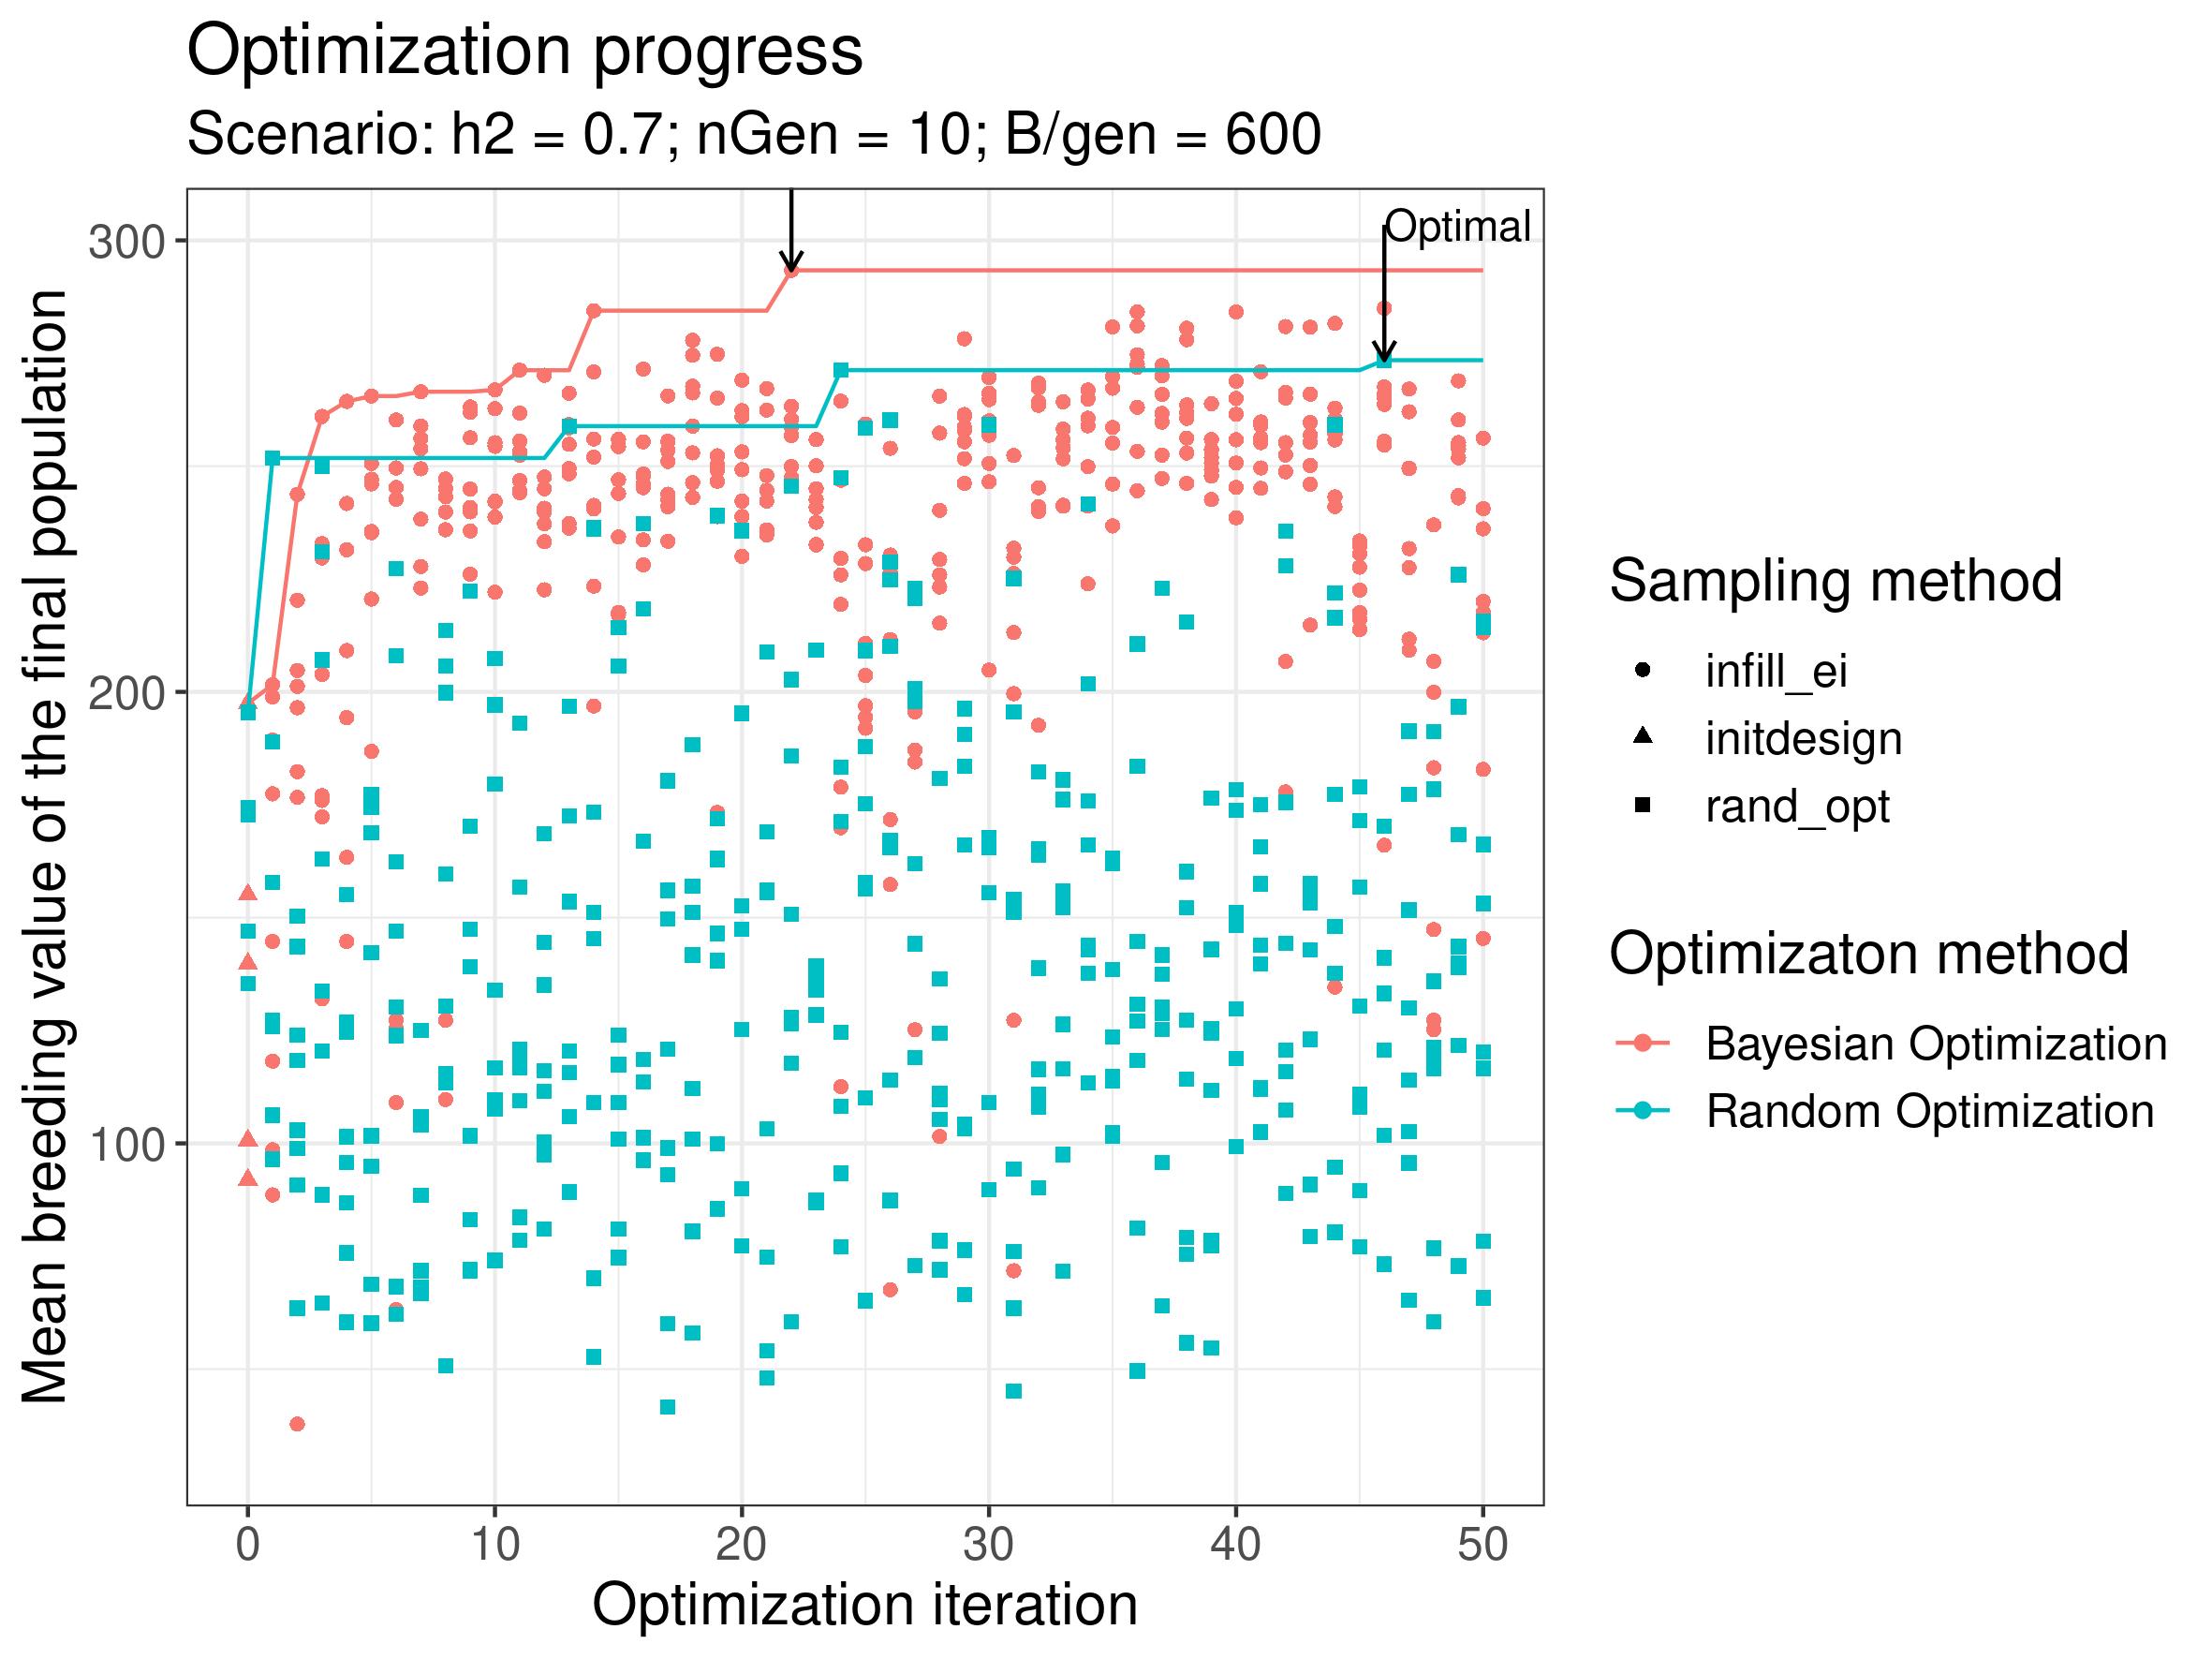 Optimization progress
Scenario: h2 = 0.7; nGen = 10; B/gen = 600
Mean breeding value of the final population
300
200
100
Optimal
0 10 20 30 40 50
Optimization iteration
Sampling method
infill_ei
initdesign
rand_opt
Optimizaton method
Bayesian Optimization
Random Optimization